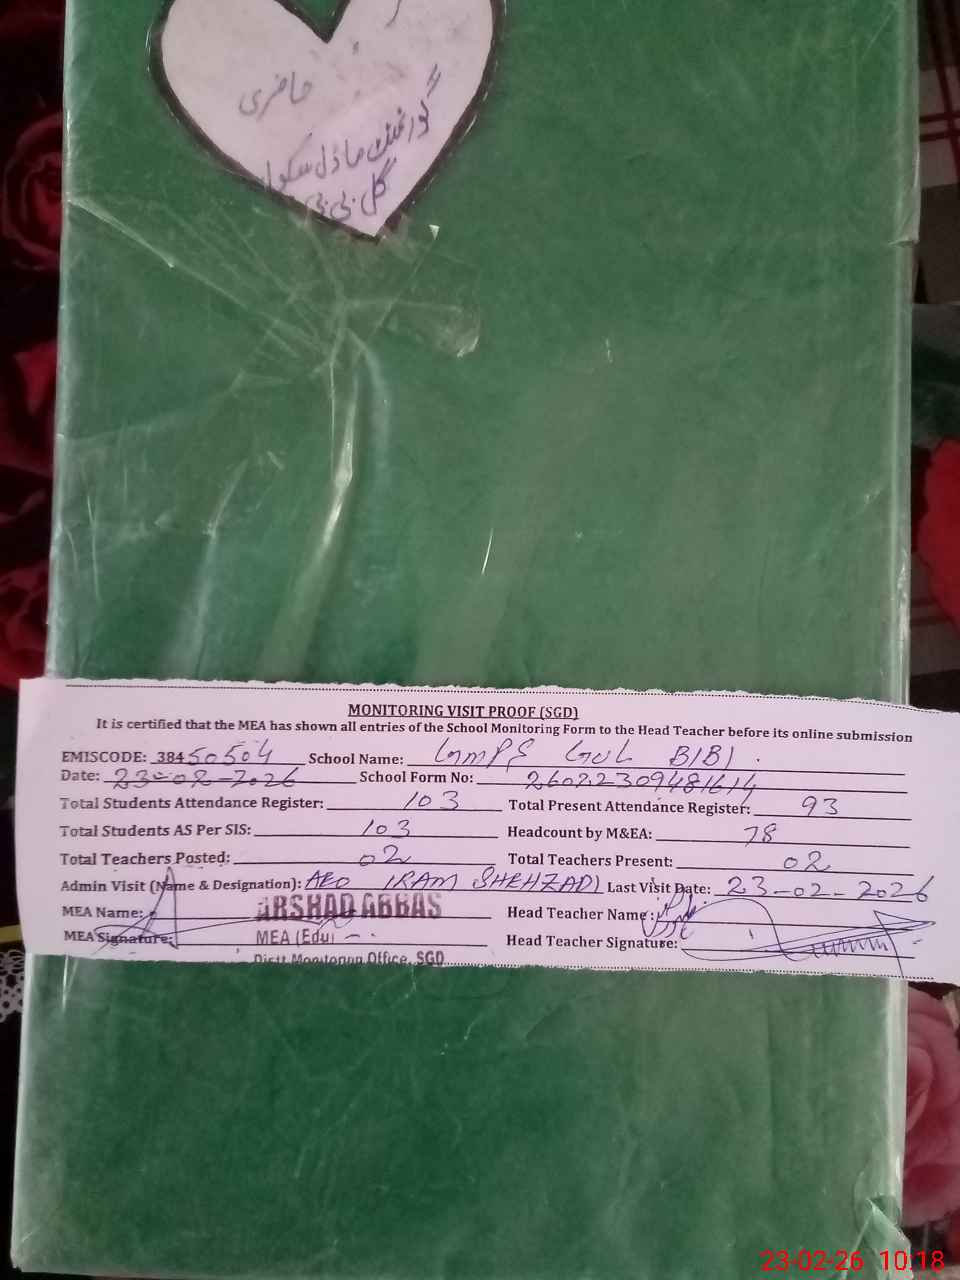 حاضری
گورنمنٹ ماڈل سکول
گل بی بی
MONITORING VISIT PROOF (SGD)
It is certified that the MEA has shown all entries of the School Monitoring Form to the Head Teacher before its online submission
EMISCODE: 38450504 School Name: GMPS GUL BIBI
Date: 23-02-2026 School Form No: 26022309481614
Total Students Attendance Register: 103 Total Present Attendance Register: 93
Total Students AS Per SIS: 103 Headcount by M&EA: 78
Total Teachers Posted: 02 Total Teachers Present: 02
Admin Visit (Name & Designation): AEO IRAM SHEHZADI Last Visit Date: 23-02-2026
MEA Name: ARSHAD ABBAS Head Teacher Name:
MEA Signature: MEA (Edu) Head Teacher Signature:
Distt Monitoring Office, SGD
23-02-26 10:18